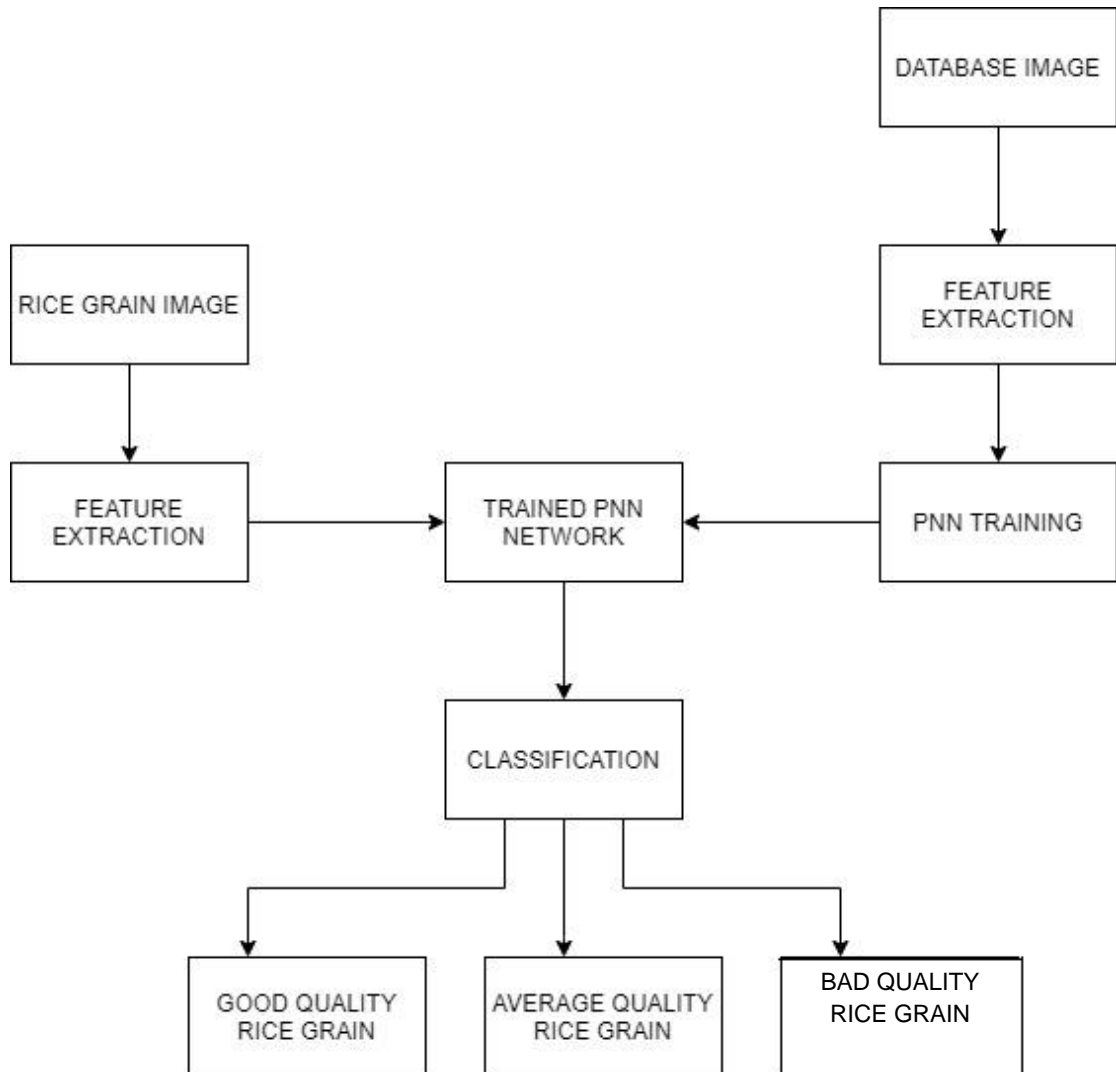 DATABASE IMAGE
RICE GRAIN IMAGE
FEATURE
EXTRACTION
FEATURE
EXTRACTION
TRAINED PNN
NETWORK
PNN TRAINING
CLASSIFICATION
GOOD QUALITY
RICE GRAIN
AVERAGE QUALITY
RICE GRAIN
BAD QUALITY
RICE GRAIN